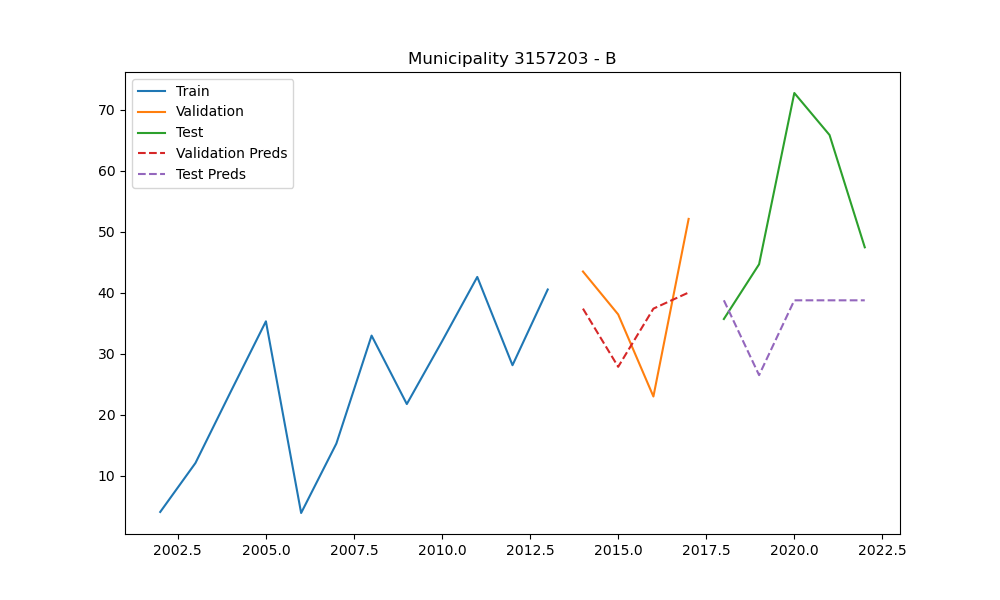 Municipality 3157203 - B
Train
Validation
Test
Validation Preds
Test Preds
70
60
50
40
30
20
10
2002.5 2005.0 2007.5 2010.0 2012.5 2015.0 2017.5 2020.0 2022.5